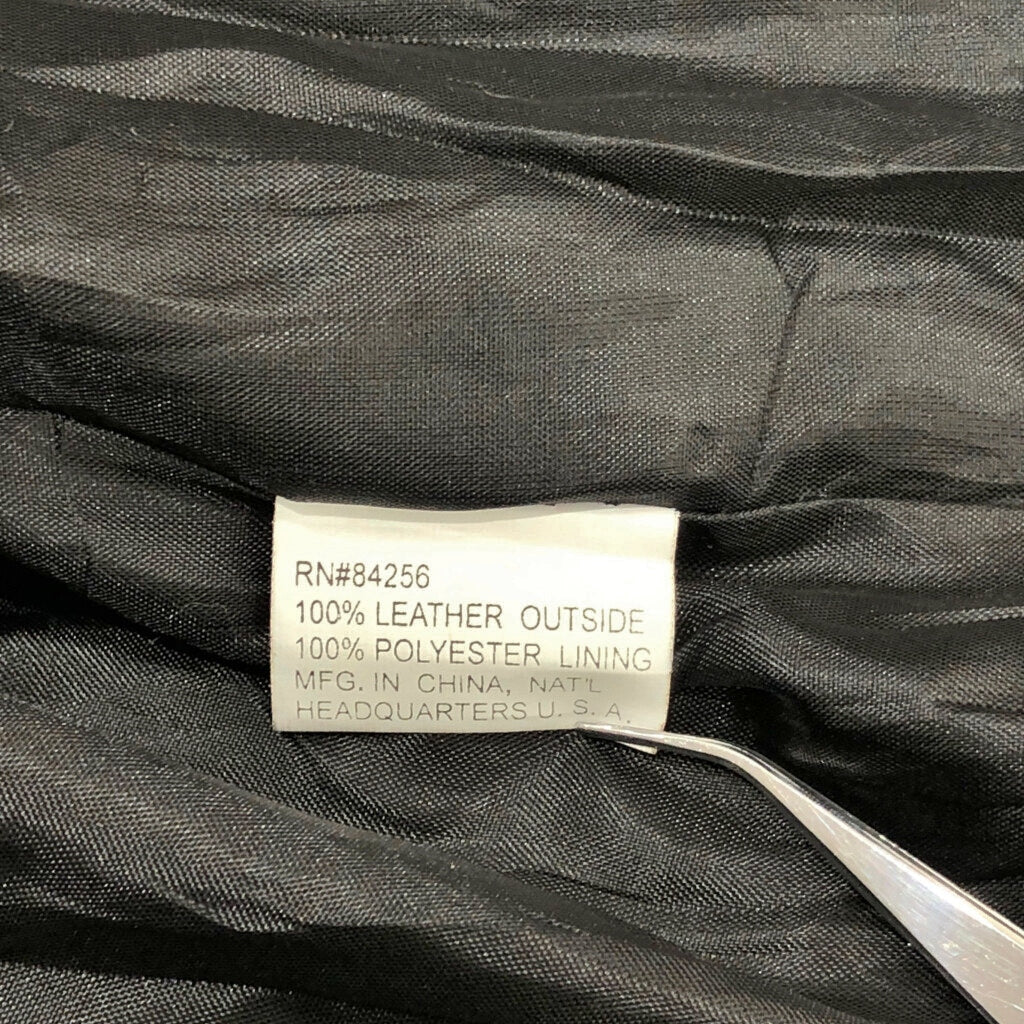 RN#84256
100% LEATHER OUTSIDE
100% POLYESTER LINING
MFG. IN CHINA, NAT'L
HEADQUARTERS U. S. A.